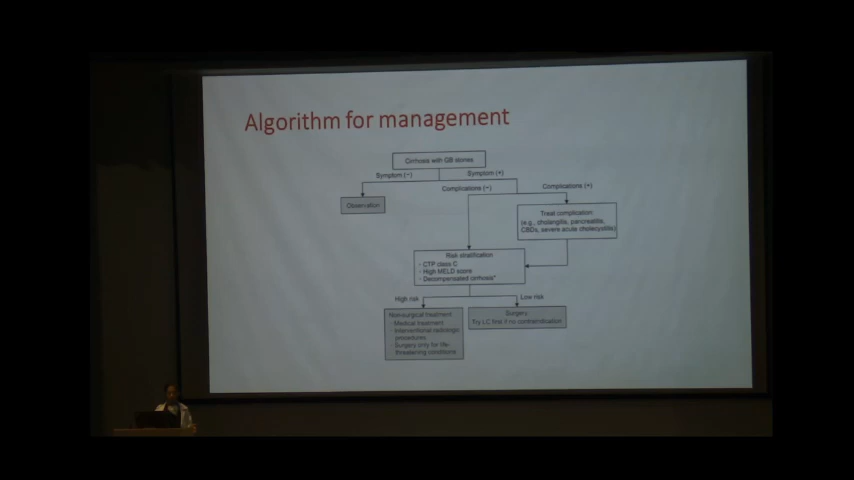 Algorithm for management
Cirrhosis with GB stones
Symptom (−)
Symptom (+)
Complications (−)
Complications (+)
Observation
Treat complication
(e.g., cholangitis, pancreatitis,
CBDs, severe acute cholecystitis)
Risk stratification
- CTP class C
- High MELD score
- Decompensated cirrhosis*
High risk
Low risk
Non-surgical treatment
- Medical treatment
- Interventional radiologic
procedures
- Surgery only for life-
threatening conditions
Surgery
Try LC first if no contraindication